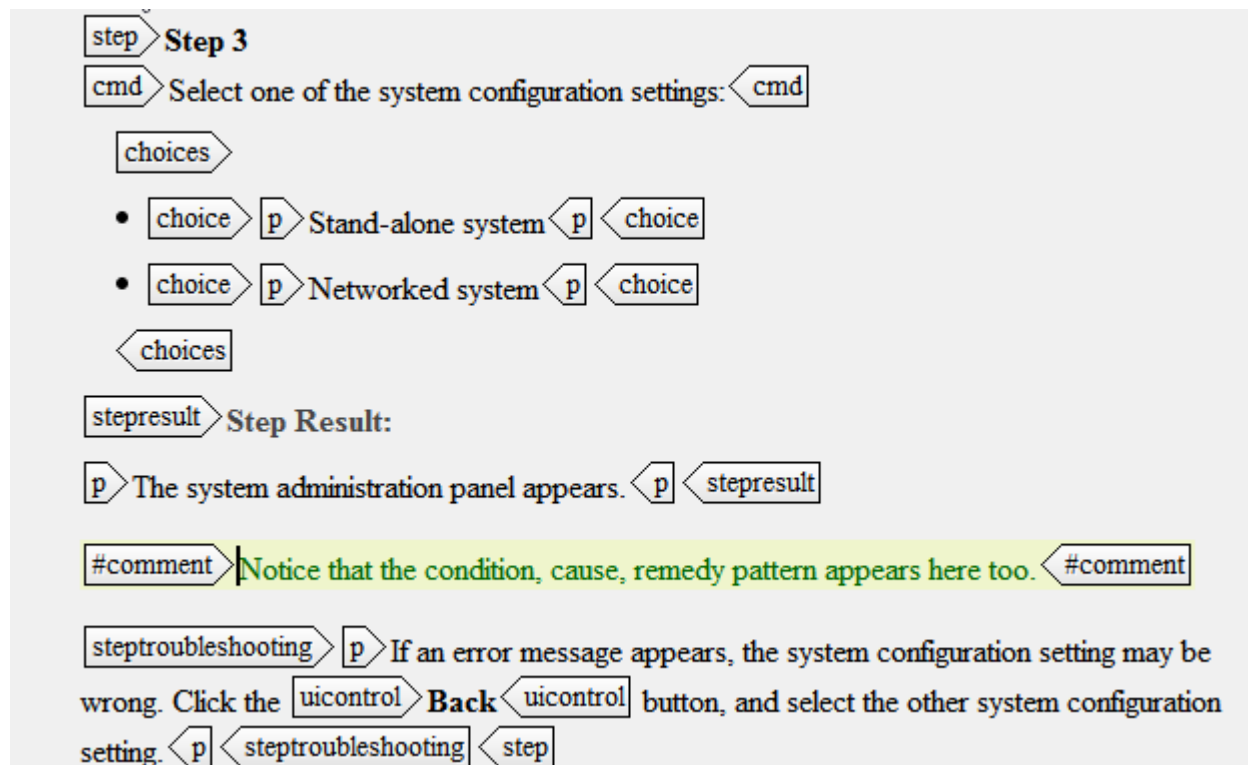 step Step 3
cmd Select one of the system configuration settings: cmd
choices
• choice p Stand-alone system p choice
• choice p Networked system p choice
choices
stepresult Step Result:
p The system administration panel appears. p stepresult
#comment Notice that the condition, cause, remedy pattern appears here too. #comment
steptroubleshooting p If an error message appears, the system configuration setting may be
wrong. Click the uicontrol Back uicontrol button, and select the other system configuration
setting. p steptroubleshooting step